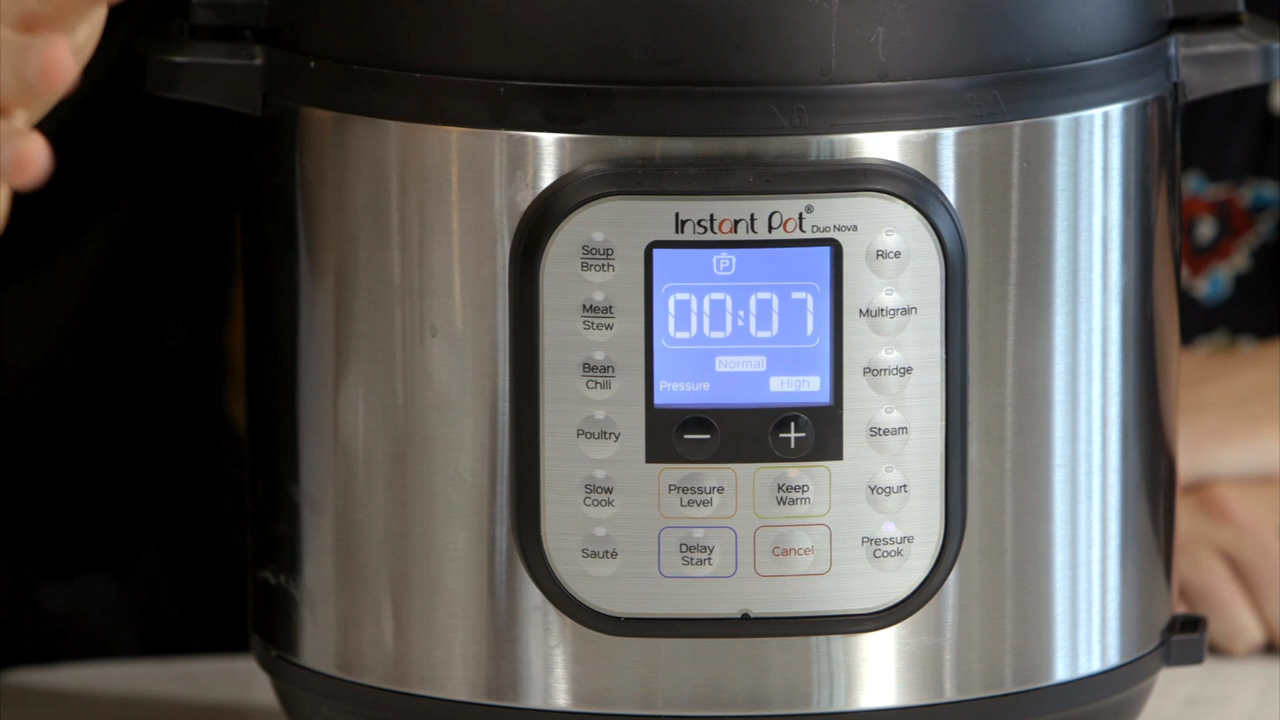 Instant Pot® Duo Nova
P
00:07
Normal
Pressure High
− +
Soup
Broth
Meat
Stew
Bean
Chili
Poultry
Slow
Cook
Sauté
Pressure
Level
Keep
Warm
Delay
Start
Cancel
Rice
Multigrain
Porridge
Steam
Yogurt
Pressure
Cook